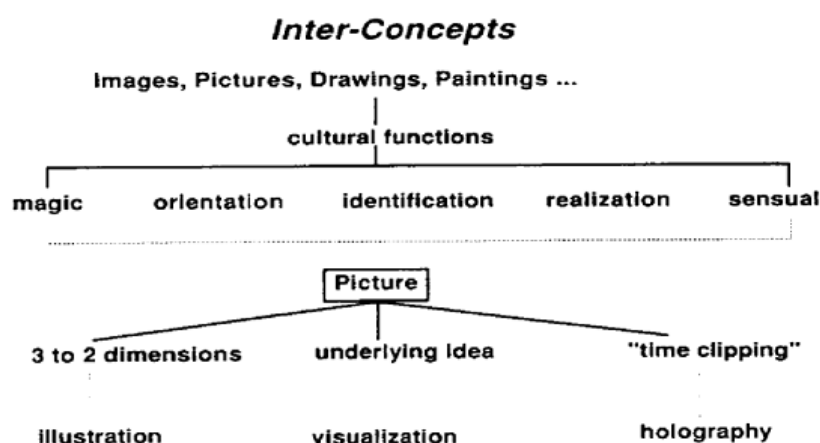 Inter-Concepts
Images, Pictures, Drawings, Paintings ...
cultural functions
magic orientation identification realization sensual
Picture
3 to 2 dimensions underlying idea "time clipping"
illustration visualization holography